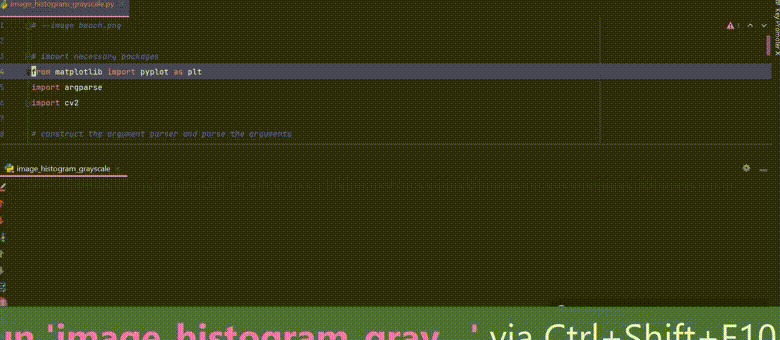 image_histogram_grayscale.py
1 # --image beach.png
2
3 # import necessary packages
4 from matplotlib import pyplot as plt
5 import argparse
6 import cv2
7
8 # construct the argument parser and parse the arguments
image_histogram_grayscale
un 'image_histogram_gray...' via Ctrl+Shift+F10
Key Promoter X